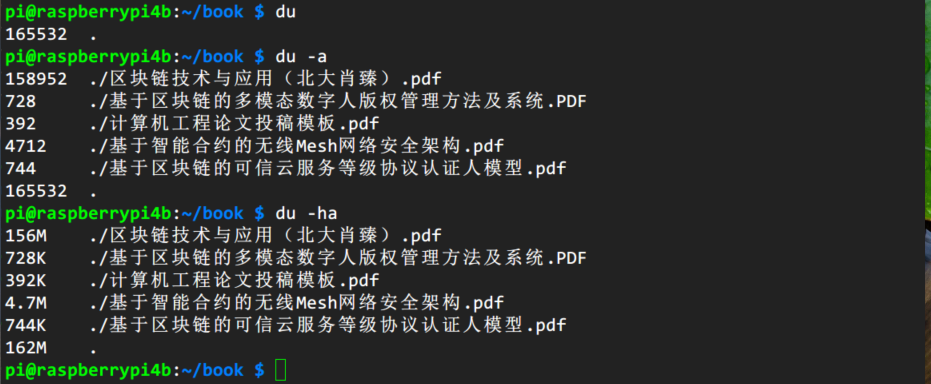 pi@raspberrypi4b:~/book $ du
165532 .
pi@raspberrypi4b:~/book $ du -a
158952 ./区块链技术与应用（北大肖臻）.pdf
728 ./基于区块链的多模态数字人版权管理方法及系统.PDF
392 ./计算机工程论文投稿模板.pdf
4712 ./基于智能合约的无线Mesh网络安全架构.pdf
744 ./基于区块链的可信云服务等级协议认证人模型.pdf
165532 .
pi@raspberrypi4b:~/book $ du -ha
156M ./区块链技术与应用（北大肖臻）.pdf
728K ./基于区块链的多模态数字人版权管理方法及系统.PDF
392K ./计算机工程论文投稿模板.pdf
4.7M ./基于智能合约的无线Mesh网络安全架构.pdf
744K ./基于区块链的可信云服务等级协议认证人模型.pdf
162M .
pi@raspberrypi4b:~/book $